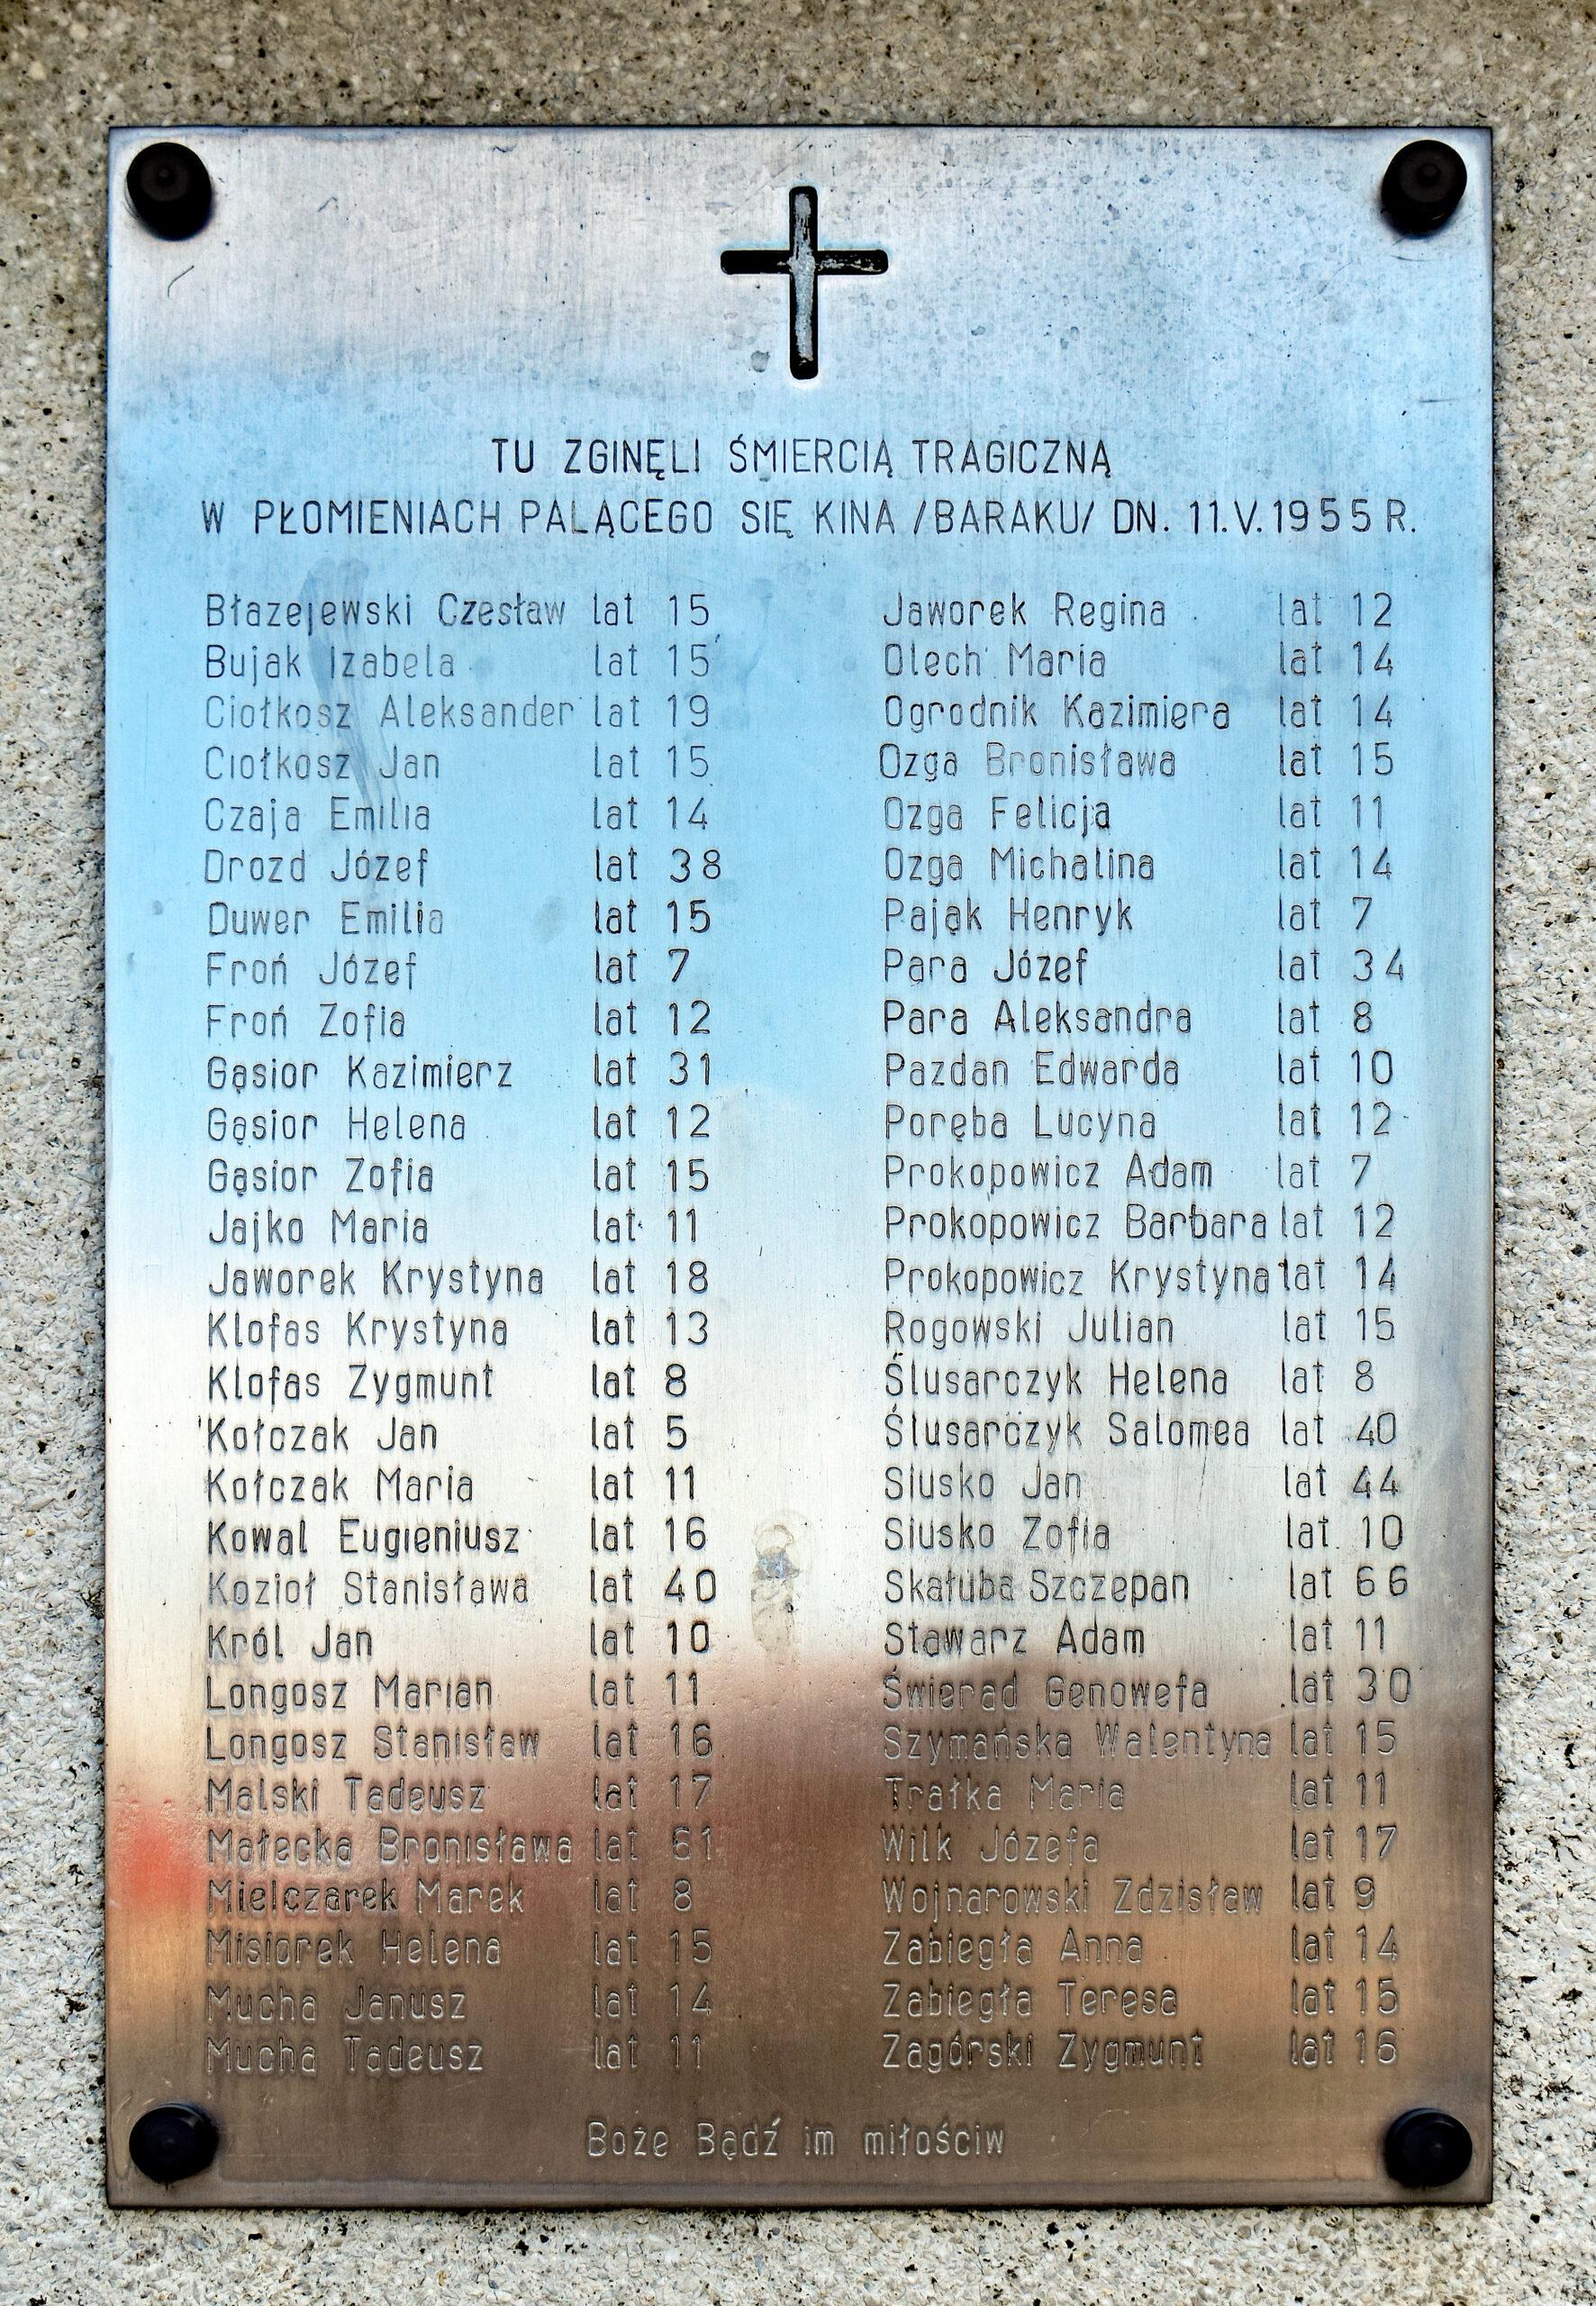 TU ZGINĘLI ŚMIERCIĄ TRAGICZNĄ
W PŁOMIENIACH PALĄCEGO SIĘ KINA /BARAKU/ DN. 11.V.1955 R.
Błazejewski Czesław lat 15
Bujak Izabela lat 15
Ciołkosz Aleksander lat 19
Ciołkosz Jan lat 15
Czaja Emilia lat 14
Drozd Józef lat 38
Duwer Emilia lat 15
Froń Józef lat 7
Froń Zofia lat 12
Gąsior Kazimierz lat 31
Gąsior Helena lat 12
Gąsior Zofia lat 15
Jajko Maria lat 11
Jaworek Krystyna lat 18
Klofas Krystyna lat 13
Klofas Zygmunt lat 8
Kołczak Jan lat 5
Kołczak Maria lat 11
Kowal Eugieniusz lat 16
Kozioł Stanisława lat 40
Król Jan lat 10
Longosz Marian lat 11
Longosz Stanisław lat 16
Malski Tadeusz lat 17
Małecka Bronisława lat 61
Mielczarek Marek lat 8
Misiorek Helena lat 15
Mucha Janusz lat 14
Mucha Tadeusz lat 11
Jaworek Regina lat 12
Olech Maria lat 14
Ogrodnik Kazimiera lat 14
Ozga Bronisława lat 15
Ozga Felicja lat 11
Ozga Michalina lat 14
Pająk Henryk lat 7
Para Józef lat 34
Para Aleksandra lat 8
Pazdan Edwarda lat 10
Poręba Lucyna lat 12
Prokopowicz Adam lat 7
Prokopowicz Barbara lat 12
Prokopowicz Krystyna lat 14
Rogowski Julian lat 15
Ślusarczyk Helena lat 8
Ślusarczyk Salomea lat 40
Siusko Jan lat 44
Siusko Zofia lat 10
Skałuba Szczepan lat 66
Stawarz Adam lat 11
Świerad Genowefa lat 30
Szymańska Walentyna lat 15
Trałka Maria lat 11
Wilk Józefa lat 17
Wojnarowski Zdzisław lat 9
Zabiegła Anna lat 14
Zabiegła Teresa lat 15
Zagórski Zygmunt lat 16
Boże Bądź im miłościw